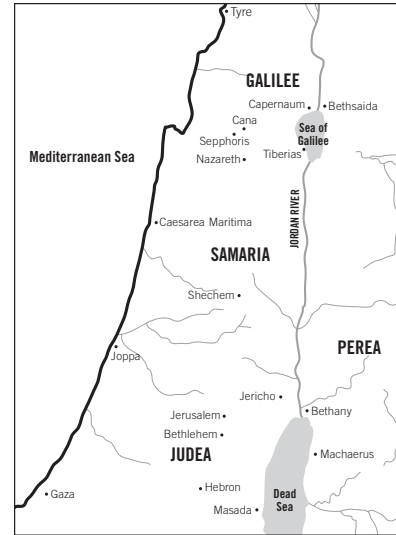 Tyre
GALILEE
Capernaum
Bethsaida
Cana
Sea of
Galilee
Sepphoris
Tiberias
Mediterranean Sea
Nazareth
JORDAN RIVER
Caesarea Maritima
SAMARIA
Shechem
Joppa
PEREA
Jericho
Jerusalem
Bethany
Bethlehem
JUDEA
Machaerus
Gaza
Hebron
Dead
Sea
Masada